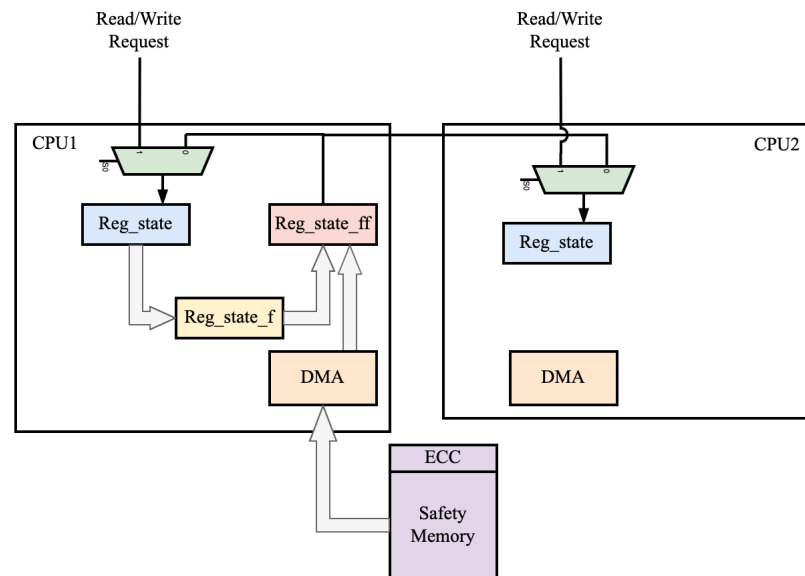 Read/Write
Request
Read/Write
Request
CPU1
1
0
S0
CPU2
1
0
S0
Reg_state
Reg_state_ff
Reg_state
Reg_state_f
DMA
DMA
ECC
Safety
Memory